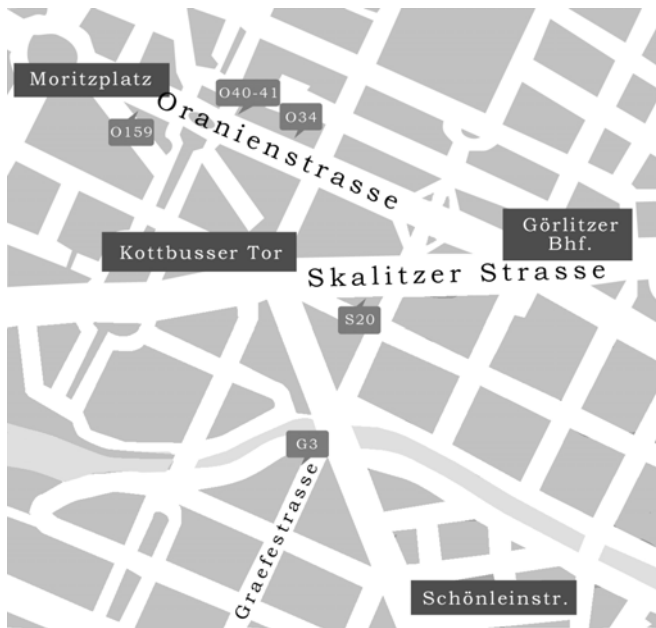 Moritzplatz
O40-41
O34
O159
Oranienstrasse
Görlitzer
Bhf.
Kottbusser Tor
Skalitzer Strasse
S20
G3
Graefestrasse
Schönleinstr.